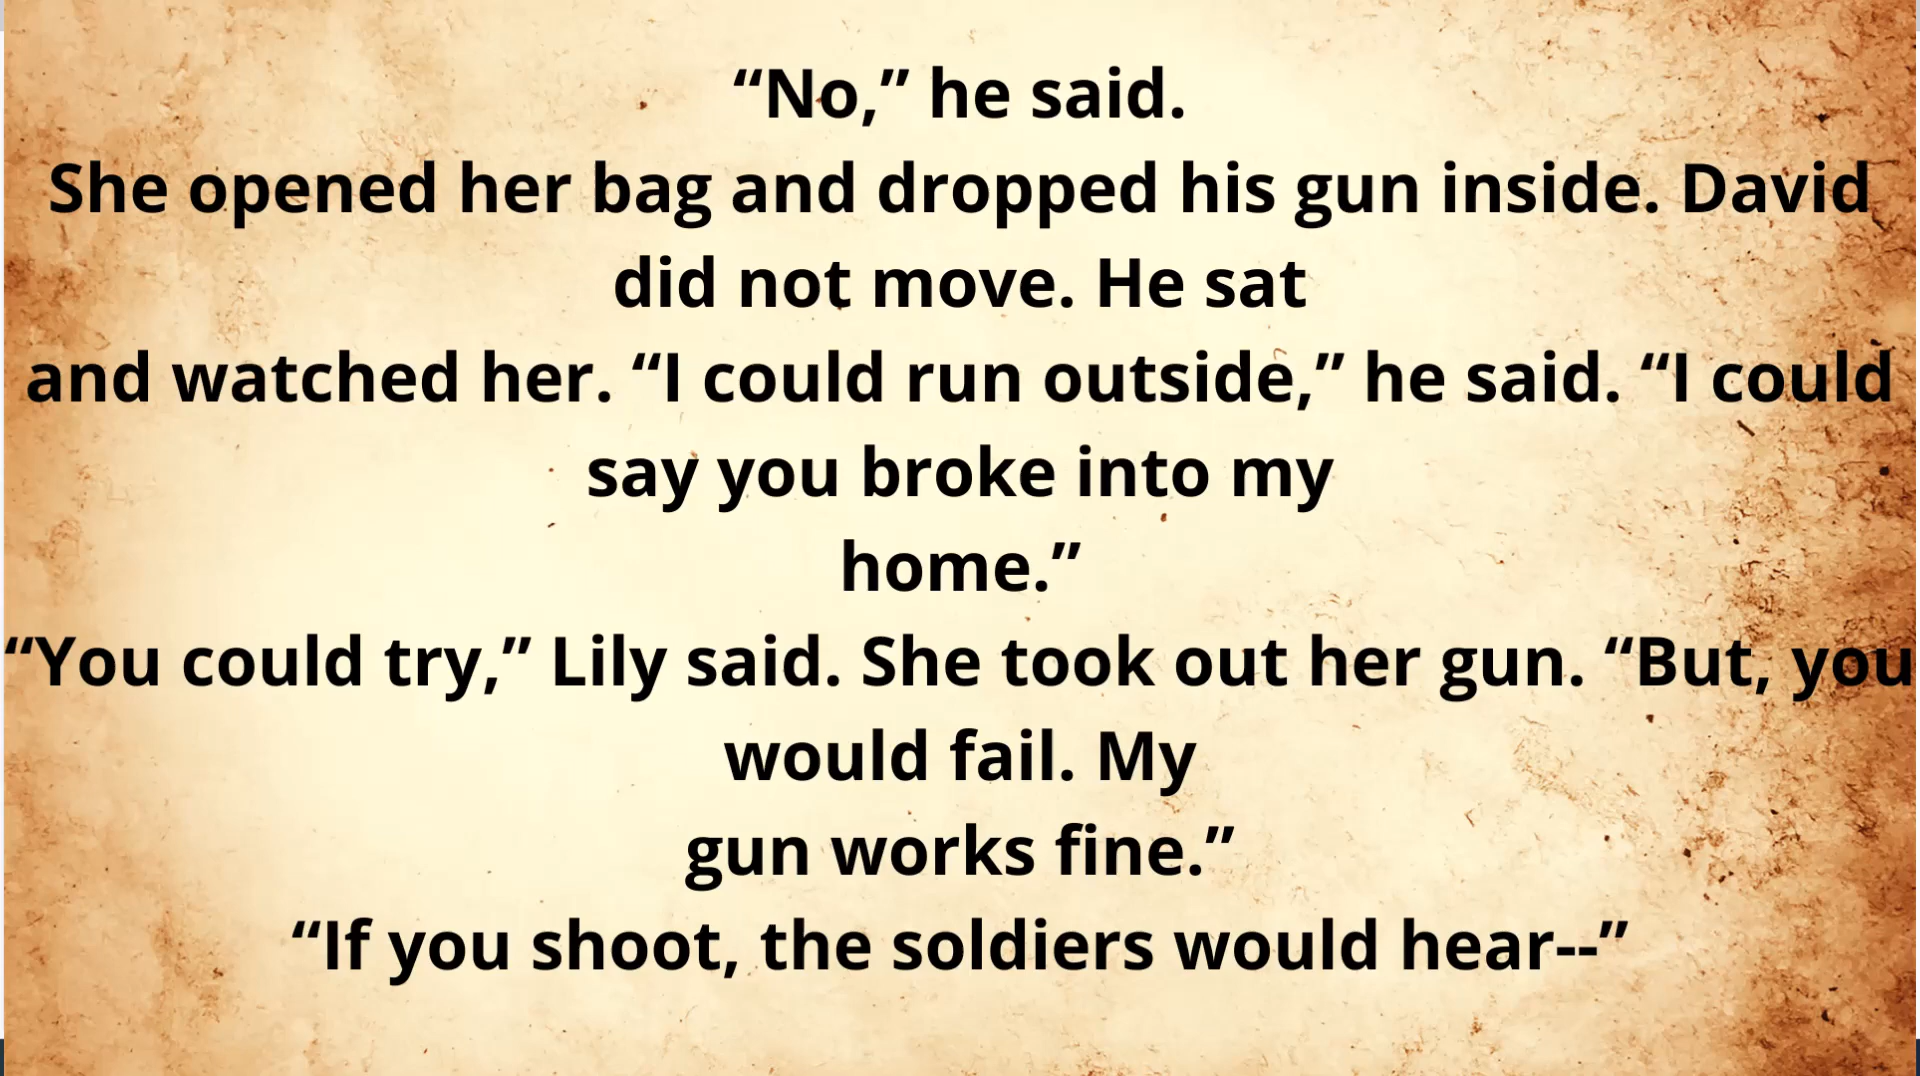 “No,” he said.
She opened her bag and dropped his gun inside. David
did not move. He sat
and watched her. “I could run outside,” he said. “I could
say you broke into my
home.”
“You could try,” Lily said. She took out her gun. “But, you
would fail. My
gun works fine.”
“If you shoot, the soldiers would hear--”